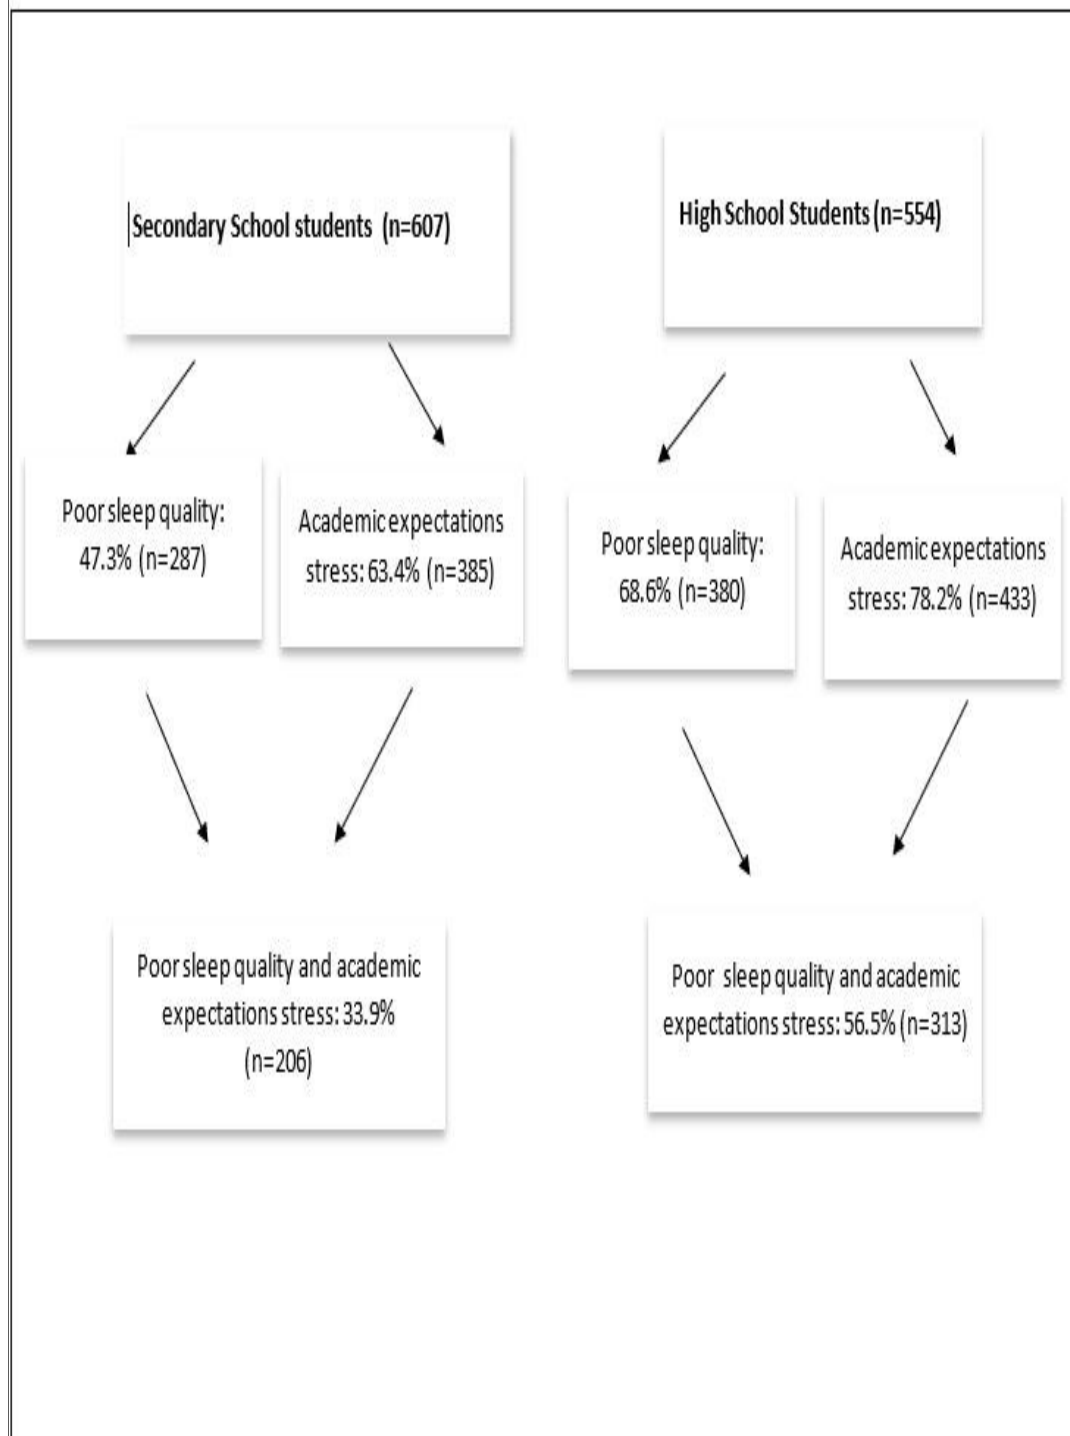 Secondary School students (n=607)
High School Students (n=554)
Poor sleep quality:
47.3% (n=287)
Academic expectations
stress: 63.4% (n=385)
Poor sleep quality:
68.6% (n=380)
Academic expectations
stress: 78.2% (n=433)
Poor sleep quality and academic
expectations stress: 33.9%
(n=206)
Poor sleep quality and academic
expectations stress: 56.5% (n=313)